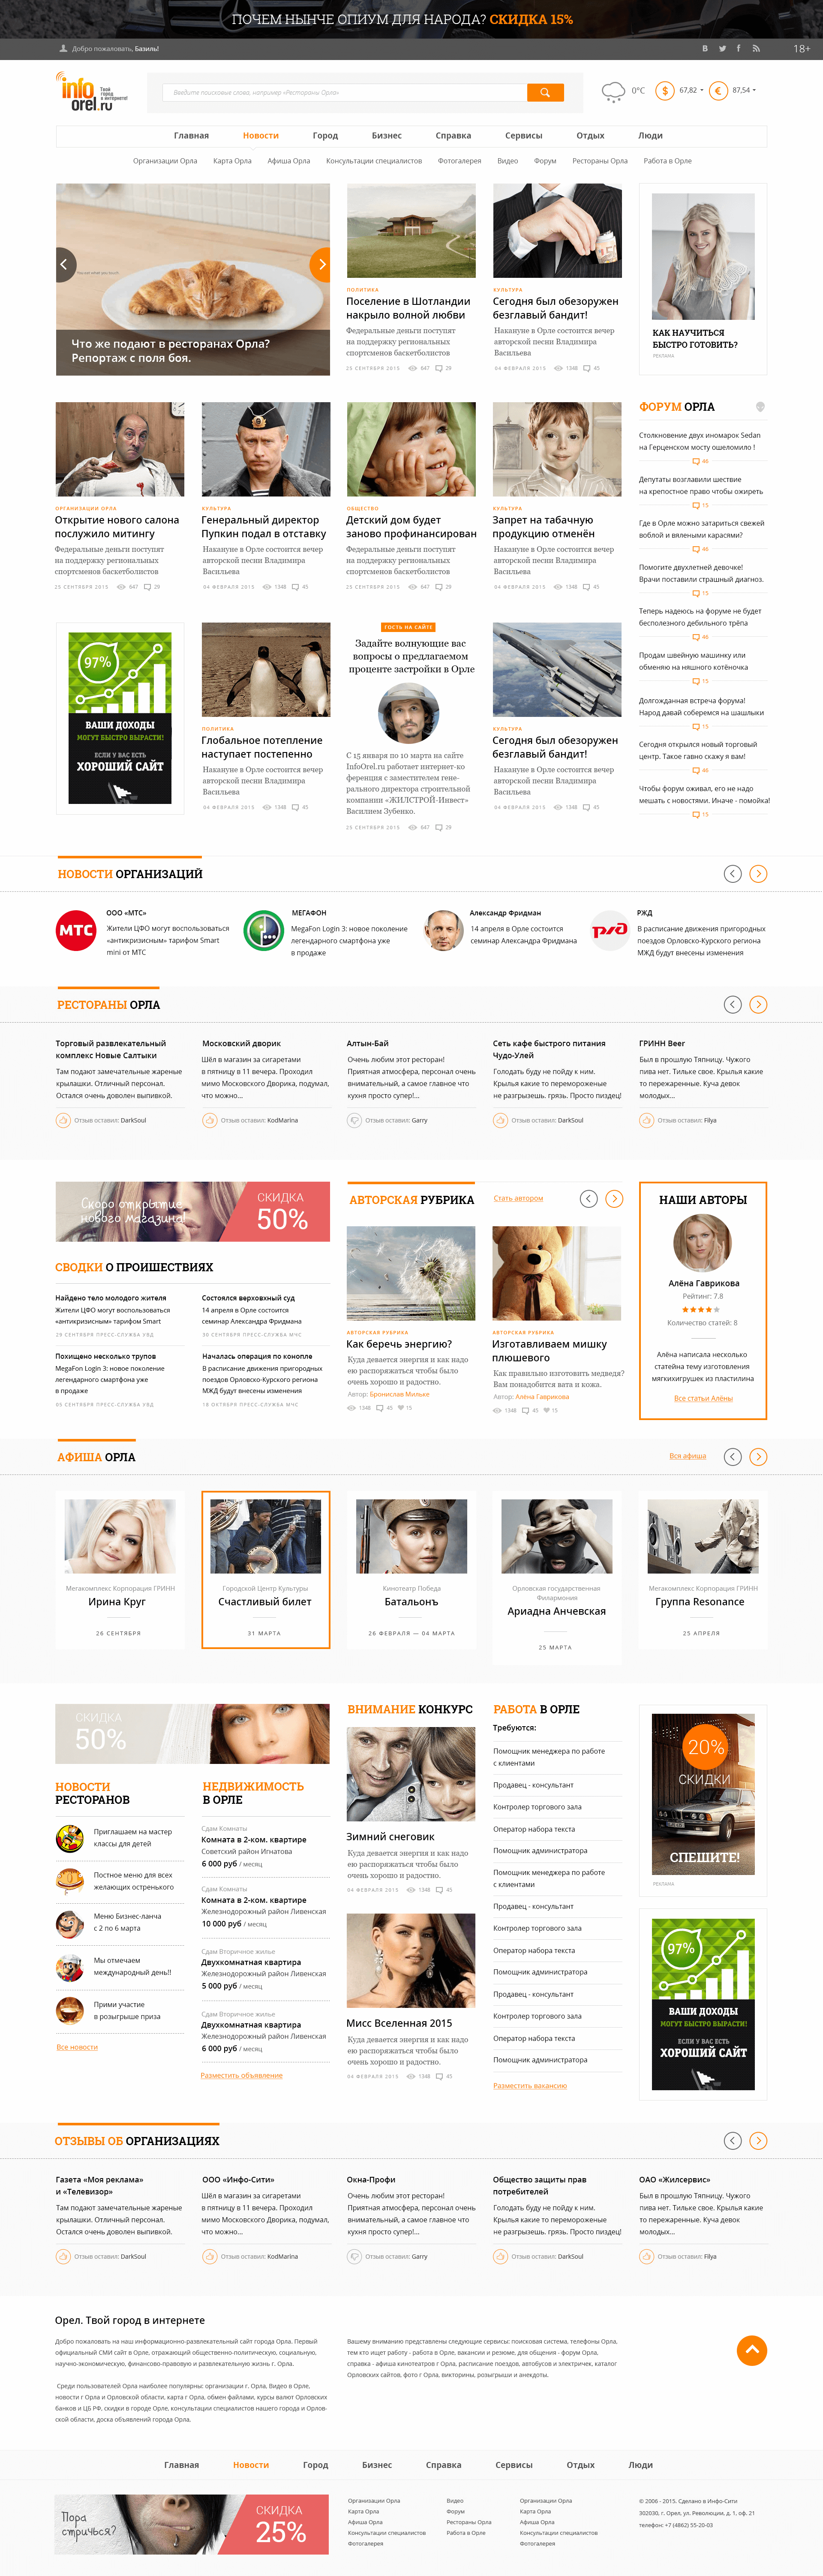 ПОЧЕМ НЫНЧЕ ОПИУМ ДЛЯ НАРОДА? СКИДКА 15%
Добро пожаловать, Базиль!
18+
info
orel.ru
Твой
город
в интернете!
Введите поисковые слова, например «Рестораны Орла»
0°C
$ 67,82
€ 87,54
Главная Новости Город Бизнес Справка Сервисы Отдых Люди
Организации Орла Карта Орла Афиша Орла Консультации специалистов Фотогалерея Видео Форум Рестораны Орла Работа в Орле
Что же подают в ресторанах Орла?
Репортаж с поля боя.
ПОЛИТИКА
Поселение в Шотландии
накрыло волной любви
Федеральные деньги поступят
на поддержку региональных
спортсменов баскетболистов
25 СЕНТЯБРЯ 2015 647 29
КУЛЬТУРА
Сегодня был обезоружен
безглавый бандит!
Накануне в Орле состоится вечер
авторской песни Владимира
Васильева
04 ФЕВРАЛЯ 2015 1348 45
КАК НАУЧИТЬСЯ
БЫСТРО ГОТОВИТЬ?
РЕКЛАМА
ОРГАНИЗАЦИИ ОРЛА
Открытие нового салона
послужило митингу
Федеральные деньги поступят
на поддержку региональных
спортсменов баскетболистов
25 СЕНТЯБРЯ 2015 647 29
КУЛЬТУРА
Генеральный директор
Пупкин подал в отставку
Накануне в Орле состоится вечер
авторской песни Владимира
Васильева
04 ФЕВРАЛЯ 2015 1348 45
ОБЩЕСТВО
Детский дом будет
заново профинансирован
Федеральные деньги поступят
на поддержку региональных
спортсменов баскетболистов
25 СЕНТЯБРЯ 2015 647 29
КУЛЬТУРА
Запрет на табачную
продукцию отменён
Накануне в Орле состоится вечер
авторской песни Владимира
Васильева
04 ФЕВРАЛЯ 2015 1348 45
ФОРУМ ОРЛА
Столкновение двух иномарок Sedan
на Герценском мосту ошеломило !
46
Депутаты возглавили шествие
на крепостное право чтобы ожиреть
15
Где в Орле можно затариться свежей
воблой и вялеными карасями?
46
Помогите двухлетней девочке!
Врачи поставили страшный диагноз.
15
Теперь надеюсь на форуме не будет
бесполезного дебильного трёпа
46
Продам швейную машинку или
обменяю на няшного котёночка
15
Долгожданная встреча форума!
Народ давай соберемся на шашлыки
15
Сегодня открылся новый торговый
центр. Такое гавно скажу я вам!
46
Чтобы форум оживал, его не надо
мешать с новостями. Иначе - помойка!
15
97%
ВАШИ ДОХОДЫ
МОГУТ БЫСТРО ВЫРАСТИ!
ЕСЛИ У ВАС ЕСТЬ
ХОРОШИЙ САЙТ
ПОЛИТИКА
Глобальное потепление
наступает постепенно
Накануне в Орле состоится вечер
авторской песни Владимира
Васильева
04 ФЕВРАЛЯ 2015 1348 45
ГОСТЬ НА САЙТЕ
Задайте волнующие вас
вопросы о предлагаемом
проценте застройки в Орле
С 15 января по 10 марта на сайте
InfoOrel.ru работает интернет-ко
ференция с заместителем гене-
рального директора строительной
компании «ЖИЛСТРОЙ-Инвест»
Василием Зубенко.
25 СЕНТЯБРЯ 2015 647 29
КУЛЬТУРА
Сегодня был обезоружен
безглавый бандит!
Накануне в Орле состоится вечер
авторской песни Владимира
Васильева
04 ФЕВРАЛЯ 2015 1348 45
НОВОСТИ ОРГАНИЗАЦИЙ
МТС
ООО «МТС»
Жители ЦФО могут воспользоваться
«антикризисным» тарифом Smart
mini от МТС
МЕГАФОН
MegaFon Login 3: новое поколение
легендарного смартфона уже
в продаже
Александр Фридман
14 апреля в Орле состоится
семинар Александра Фридмана
РЖД
В расписание движения пригородных
поездов Орловско-Курского региона
МЖД будут внесены изменения
РЕСТОРАНЫ ОРЛА
Торговый развлекательный
комплекс Новые Салтыки
Там подают замечательные жареные
крылашки. Отличный персонал.
Остался очень доволен выпивкой.
Отзыв оставил: DarkSoul
Московский дворик
Шёл в магазин за сигаретами
в пятницу в 11 вечера. Проходил
мимо Московского Дворика, подумал,
что можно...
Отзыв оставил: KodMarina
Алтын-Бай
Очень любим этот ресторан!
Приятная атмосфера, персонал очень
внимательный, а самое главное что
кухня просто супер!...
Отзыв оставил: Garry
Сеть кафе быстрого питания
Чудо-Улей
Голодать буду не пойду к ним.
Крылья какие то перемороженые
не разгрызешь. грязь. Просто пиздец!
Отзыв оставил: DarkSoul
ГРИНН Beer
Был в прошлую Тяпницу. Чужого
пива нет. Тильке свое. Крылья какие
то пережаренные. Куча девок
молодых...
Отзыв оставил: Filya
Скоро открытие
нового магазина!
СКИДКА
50%
СВОДКИ О ПРОИШЕСТВИЯХ
Найдено тело молодого жителя
Жители ЦФО могут воспользоваться
«антикризисным» тарифом Smart
29 СЕНТЯБРЯ ПРЕСС-СЛУЖБА УВД
Состоялся верховхный суд
14 апреля в Орле состоится
семинар Александра Фридмана
30 СЕНТЯБРЯ ПРЕСС-СЛУЖБА МЧС
Похищено несколько трупов
MegaFon Login 3: новое поколение
легендарного смартфона уже
в продаже
05 СЕНТЯБРЯ ПРЕСС-СЛУЖБА УВД
Началась операция по конопле
В расписание движения пригородных
поездов Орловско-Курского региона
МЖД будут внесены изменения
18 ОКТЯБРЯ ПРЕСС-СЛУЖБА МЧС
АВТОРСКАЯ РУБРИКА
Стать автором
АВТОРСКАЯ РУБРИКА
Как беречь энергию?
Куда девается энергия и как надо
ею распоряжаться чтобы было
очень хорошо и радостно.
Автор: Бронислав Мильке
1348 45 15
АВТОРСКАЯ РУБРИКА
Изготавливаем мишку
плюшевого
Как правильно изготовить медведя?
Вам понадобится вата и кожа.
Автор: Алёна Гаврикова
1348 45 15
НАШИ АВТОРЫ
Алёна Гаврикова
Рейтинг: 7.8
Количество статей: 8
Алёна написала несколько
статейна тему изготовления
мягкихигрушек из пластилина
Все статьи Алёны
АФИША ОРЛА
Вся афиша
Мегакомплекс Корпорация ГРИНН
Ирина Круг
26 СЕНТЯБРЯ
Городской Центр Культуры
Счастливый билет
31 МАРТА
Кинотеатр Победа
Батальонъ
26 ФЕВРАЛЯ — 04 МАРТА
Орловская государственная
Филармония
Ариадна Анчевская
25 МАРТА
Мегакомплекс Корпорация ГРИНН
Группа Resonance
25 АПРЕЛЯ
СКИДКА
50%
НОВОСТИ
РЕСТОРАНОВ
Приглашаем на мастер
классы для детей
Постное меню для всех
желающих остренького
Меню Бизнес-ланча
с 2 по 6 марта
Мы отмечаем
международный день!!
Прими участие
в розыгрыше приза
Все новости
НЕДВИЖИМОСТЬ
В ОРЛЕ
Сдам Комнаты
Комната в 2-ком. квартире
Советский район Игнатова
6 000 руб / месяц
Сдам Комнаты
Комната в 2-ком. квартире
Железнодорожный район Ливенская
10 000 руб / месяц
Сдам Вторичное жилье
Двухкомнатная квартира
Железнодорожный район Ливенская
5 000 руб / месяц
Сдам Вторичное жилье
Двухкомнатная квартира
Железнодорожный район Ливенская
6 000 руб / месяц
Разместить объявление
ВНИМАНИЕ КОНКУРС
Зимний снеговик
Куда девается энергия и как надо
ею распоряжаться чтобы было
очень хорошо и радостно.
04 ФЕВРАЛЯ 2015 1348 45
Мисс Вселенная 2015
Куда девается энергия и как надо
ею распоряжаться чтобы было
очень хорошо и радостно.
04 ФЕВРАЛЯ 2015 1348 45
РАБОТА В ОРЛЕ
Требуются:
Помощник менеджера по работе
с клиентами
Продавец - консультант
Контролер торгового зала
Оператор набора текста
Помощник администратора
Помощник менеджера по работе
с клиентами
Продавец - консультант
Контролер торгового зала
Оператор набора текста
Помощник администратора
Продавец - консультант
Контролер торгового зала
Оператор набора текста
Помощник администратора
Разместить вакансию
20%
СКИДКИ
СПЕШИТЕ!
РЕКЛАМА
97%
ВАШИ ДОХОДЫ
МОГУТ БЫСТРО ВЫРАСТИ!
ЕСЛИ У ВАС ЕСТЬ
ХОРОШИЙ САЙТ
ОТЗЫВЫ ОБ ОРГАНИЗАЦИЯХ
Газета «Моя реклама»
и «Телевизор»
Там подают замечательные жареные
крылашки. Отличный персонал.
Остался очень доволен выпивкой.
Отзыв оставил: DarkSoul
ООО «Инфо-Сити»
Шёл в магазин за сигаретами
в пятницу в 11 вечера. Проходил
мимо Московского Дворика, подумал,
что можно...
Отзыв оставил: KodMarina
Окна-Профи
Очень любим этот ресторан!
Приятная атмосфера, персонал очень
внимательный, а самое главное что
кухня просто супер!...
Отзыв оставил: Garry
Общество защиты прав
потребителей
Голодать буду не пойду к ним.
Крылья какие то перемороженые
не разгрызешь. грязь. Просто пиздец!
Отзыв оставил: DarkSoul
ОАО «Жилсервис»
Был в прошлую Тяпницу. Чужого
пива нет. Тильке свое. Крылья какие
то пережаренные. Куча девок
молодых...
Отзыв оставил: Filya
Орел. Твой город в интернете
Добро пожаловать на наш информационно-развлекательный сайт города Орла. Первый
официальный СМИ сайт в Орле, отражающий общественно-политическую, социальную,
научно-экономическую, финансово-правовую и развлекательную жизнь г. Орла.
Среди пользователей Орла наиболее популярны: организации г. Орла, Видео в Орле,
новости г Орла и Орловской области, карта г Орла, обмен файлами, курсы валют Орловских
банков и ЦБ РФ, скидки в городе Орле, консультации специалистов нашего города и Орлов-
ской области, доска объявлений города Орла.
Вашему вниманию представлены следующие сервисы: поисковая система, телефоны Орла,
тем кто ищет работу - работа в Орле, вакансии и резюме, для общения - форум Орла,
справка - афиша кинотеатров г Орла, расписание поездов, автобусов и электричек, каталог
Орловских сайтов, фото г Орла, викторины, розыгрыши и анекдоты.
Главная Новости Город Бизнес Справка Сервисы Отдых Люди
Пора
стричься?
СКИДКА
25%
Организации Орла
Карта Орла
Афиша Орла
Консультации специалистов
Фотогалерея
Видео
Форум
Рестораны Орла
Работа в Орле
Организации Орла
Карта Орла
Афиша Орла
Консультации специалистов
Фотогалерея
© 2006 - 2015. Сделано в Инфо-Сити
302030, г. Орел, ул. Революции, д. 1, оф. 21
телефон: +7 (4862) 55-20-03